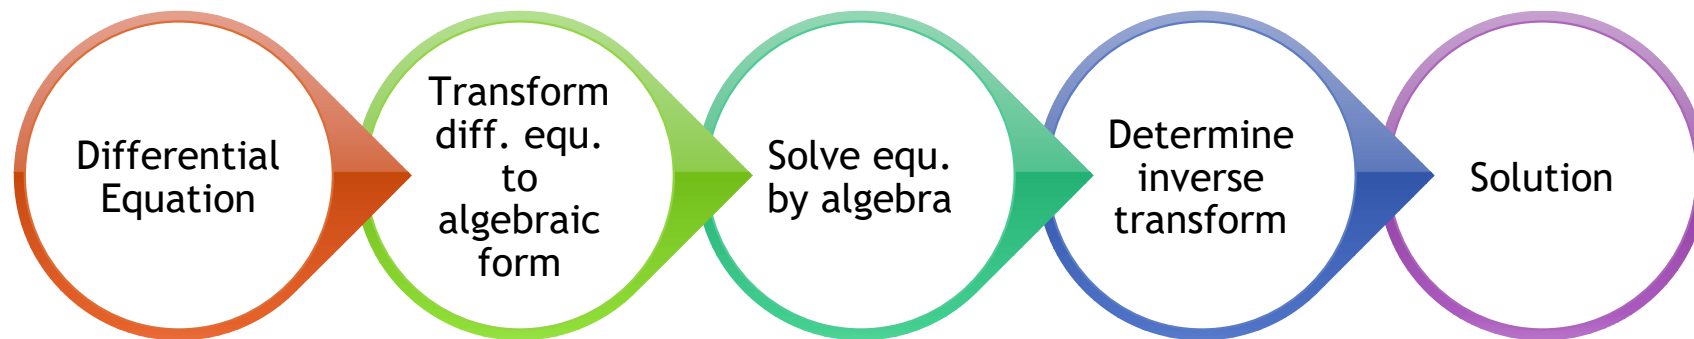 Differential
Equation
Transform
diff. equ.
to
algebraic
form
Solve equ.
by algebra
Determine
inverse
transform
Solution